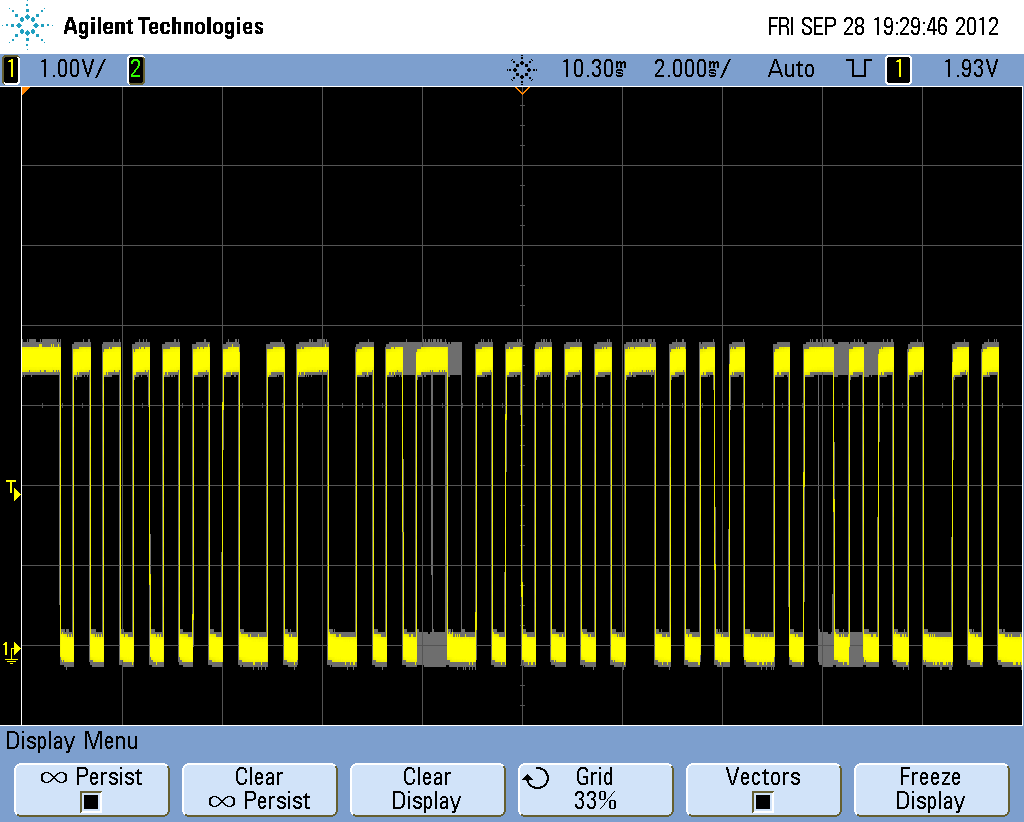 Agilent Technologies FRI SEP 28 19:29:46 2012
1 1.00V/ 2 10.30ms 2.000ms/ Auto 1 1.93V
T
1
Display Menu
∞ Persist
Clear
∞ Persist
Clear
Display
Grid
33%
Vectors
Freeze
Display